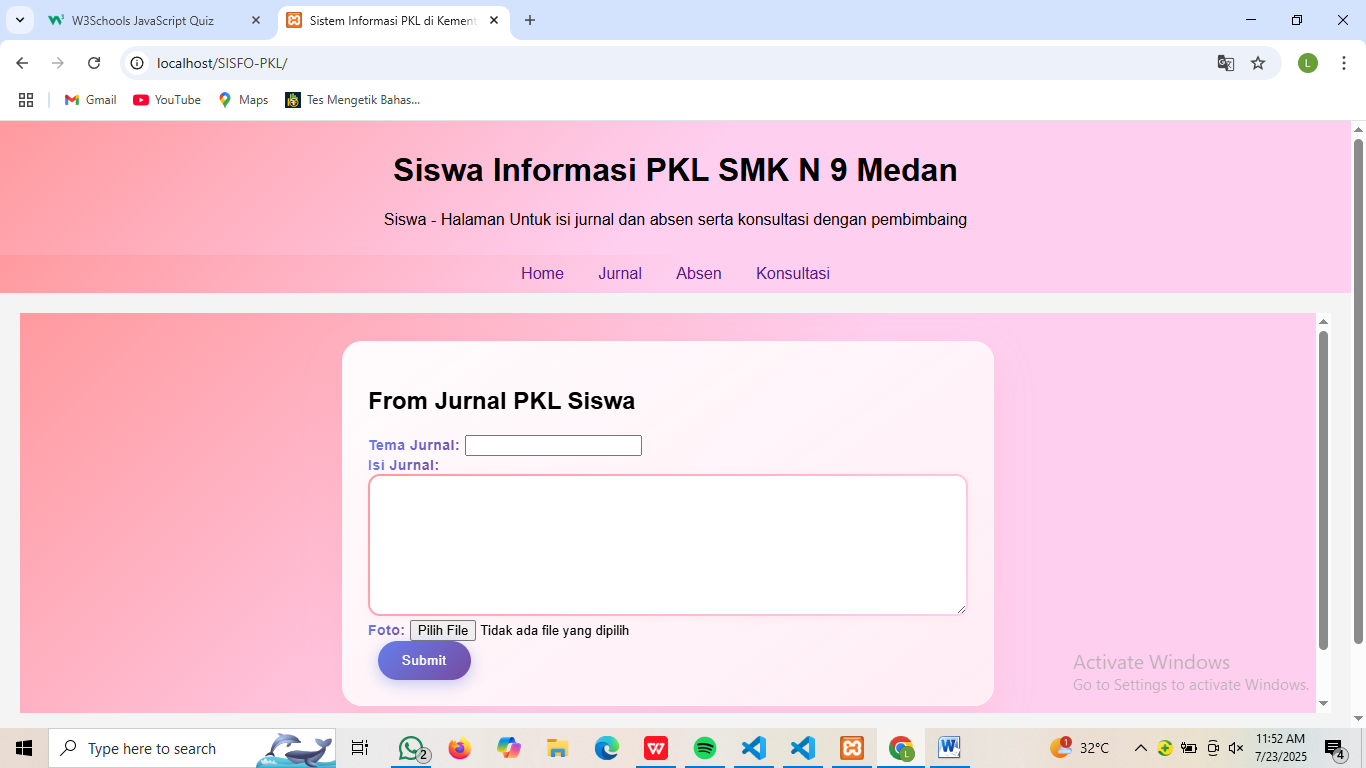 W3Schools JavaScript Quiz
Sistem Informasi PKL di Kement
localhost/SISFO-PKL/
L
Gmail
YouTube
Maps
Tes Mengetik Bahas...
Siswa Informasi PKL SMK N 9 Medan
Siswa - Halaman Untuk isi jurnal dan absen serta konsultasi dengan pembimbaing
Home Jurnal Absen Konsultasi
From Jurnal PKL Siswa
Tema Jurnal:
Isi Jurnal:
Foto: Pilih File Tidak ada file yang dipilih
Submit
Activate Windows
Go to Settings to activate Windows.
Type here to search
2
W
L
W
1
32°C
11:52 AM
7/23/2025
4